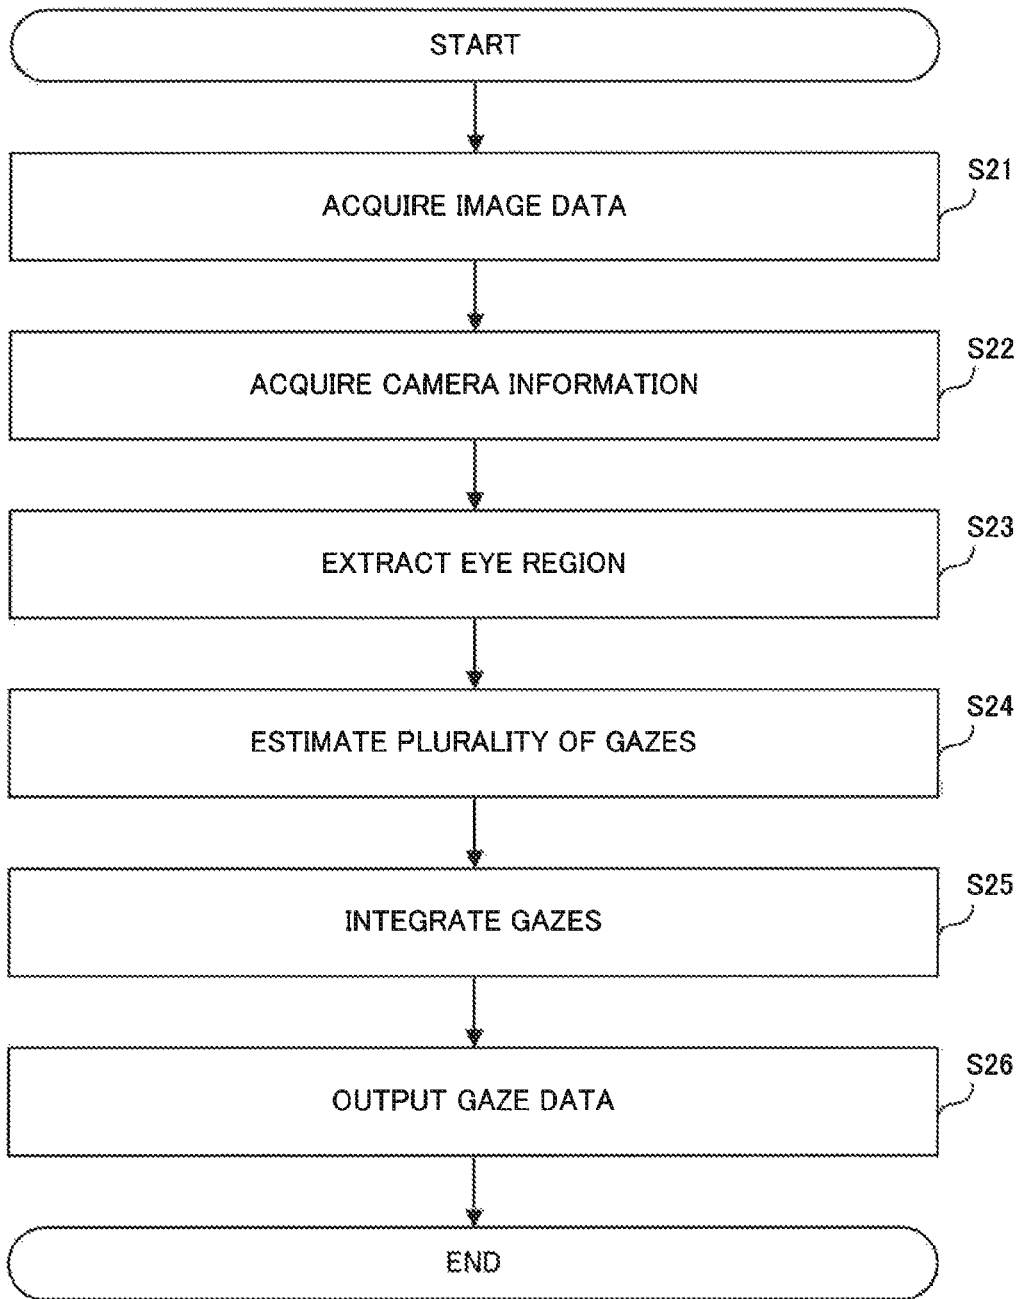 START
S21
ACQUIRE IMAGE DATA
S22
ACQUIRE CAMERA INFORMATION
S23
EXTRACT EYE REGION
S24
ESTIMATE PLURALITY OF GAZES
S25
INTEGRATE GAZES
S26
OUTPUT GAZE DATA
END